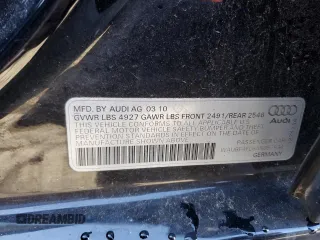 MFD. BY AUDI AG 03 10
GVWR LBS 4927 GAWR LBS FRONT 2491/REAR 2546
THIS VEHICLE CONFORMS TO ALL APPLICABLE
FEDERAL MOTOR VEHICLE SAFETY BUMPER AND THEFT
PREVENTION STANDARDS IN EFFECT ON THE DATE OF
MANUFACTURE SHOWN ABOVE.
Audi
PASSENGER
GERMANY
DREAMBID